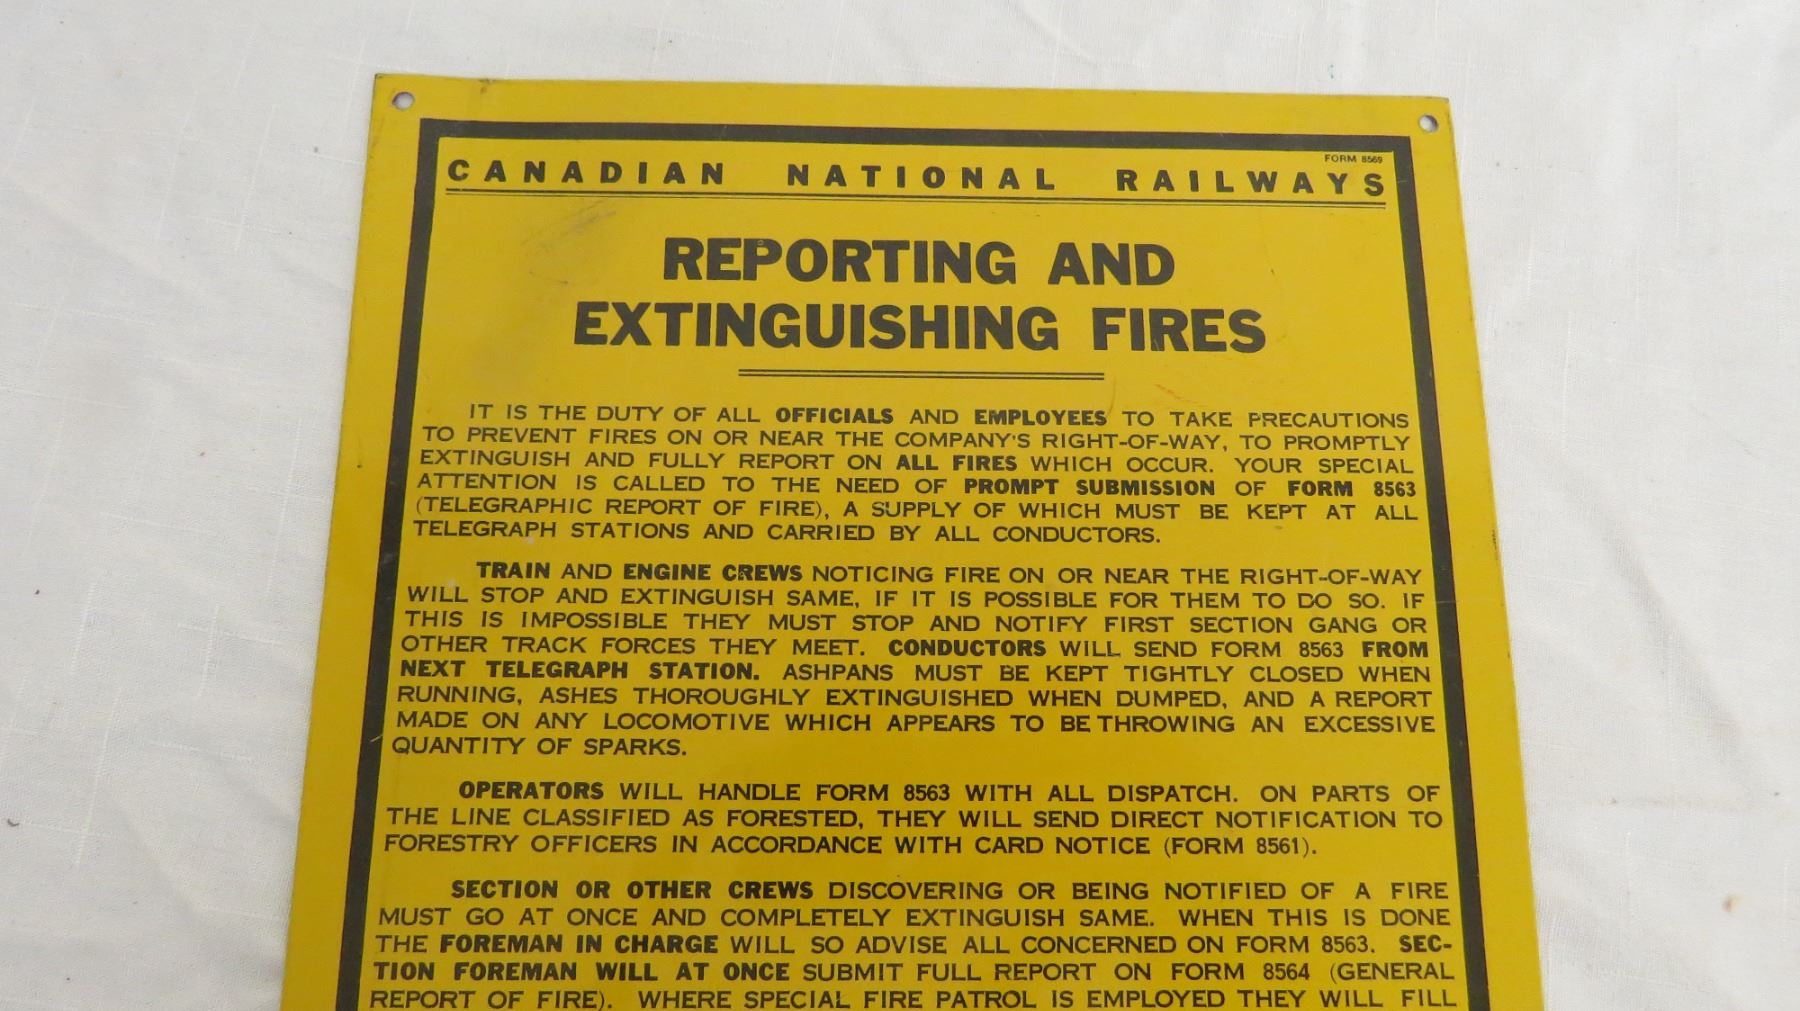 FORM 8569
CANADIAN NATIONAL RAILWAYS
REPORTING AND
EXTINGUISHING FIRES
IT IS THE DUTY OF ALL OFFICIALS AND EMPLOYEES TO TAKE PRECAUTIONS
TO PREVENT FIRES ON OR NEAR THE COMPANY'S RIGHT-OF-WAY, TO PROMPTLY
EXTINGUISH AND FULLY REPORT ON ALL FIRES WHICH OCCUR. YOUR SPECIAL
ATTENTION IS CALLED TO THE NEED OF PROMPT SUBMISSION OF FORM 8563
(TELEGRAPHIC REPORT OF FIRE), A SUPPLY OF WHICH MUST BE KEPT AT ALL
TELEGRAPH STATIONS AND CARRIED BY ALL CONDUCTORS.
TRAIN AND ENGINE CREWS NOTICING FIRE ON OR NEAR THE RIGHT-OF-WAY
WILL STOP AND EXTINGUISH SAME, IF IT IS POSSIBLE FOR THEM TO DO SO. IF
THIS IS IMPOSSIBLE THEY MUST STOP AND NOTIFY FIRST SECTION GANG OR
OTHER TRACK FORCES THEY MEET. CONDUCTORS WILL SEND FORM 8563 FROM
NEXT TELEGRAPH STATION. ASHPANS MUST BE KEPT TIGHTLY CLOSED WHEN
RUNNING, ASHES THOROUGHLY EXTINGUISHED WHEN DUMPED, AND A REPORT
MADE ON ANY LOCOMOTIVE WHICH APPEARS TO BE THROWING AN EXCESSIVE
QUANTITY OF SPARKS.
OPERATORS WILL HANDLE FORM 8563 WITH ALL DISPATCH. ON PARTS OF
THE LINE CLASSIFIED AS FORESTED, THEY WILL SEND DIRECT NOTIFICATION TO
FORESTRY OFFICERS IN ACCORDANCE WITH CARD NOTICE (FORM 8561).
SECTION OR OTHER CREWS DISCOVERING OR BEING NOTIFIED OF A FIRE
MUST GO AT ONCE AND COMPLETELY EXTINGUISH SAME. WHEN THIS IS DONE
THE FOREMAN IN CHARGE WILL SO ADVISE ALL CONCERNED ON FORM 8563. SEC-
TION FOREMAN WILL AT ONCE SUBMIT FULL REPORT ON FORM 8564 (GENERAL
REPORT OF FIRE). WHERE SPECIAL FIRE PATROL IS EMPLOYED THEY WILL FILL